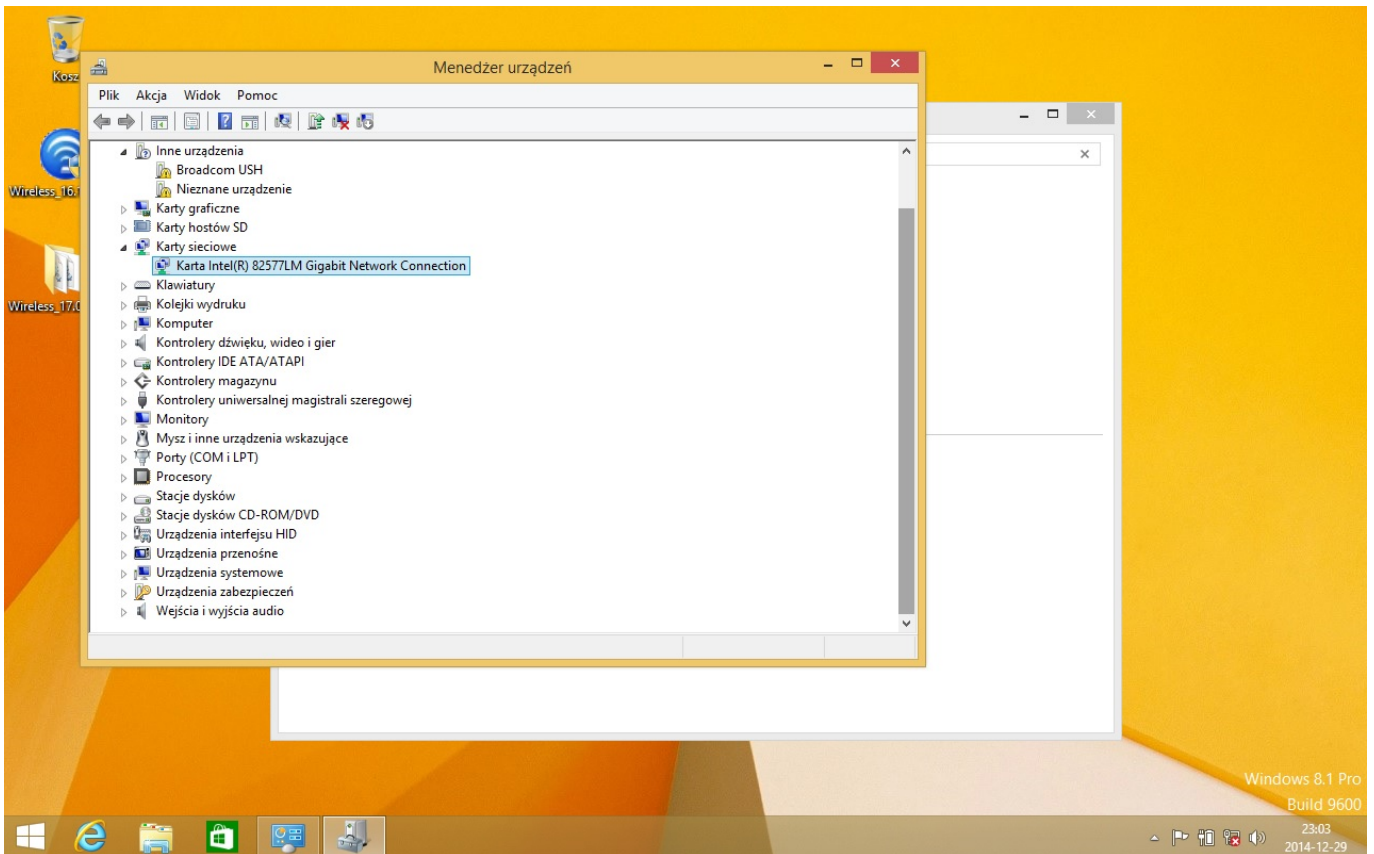 Kosz
Wireless_16.
Wireless_17.0
Menedżer urządzeń
Plik Akcja Widok Pomoc
Inne urządzenia
Broadcom USH
Nieznane urządzenie
Karty graficzne
Karty hostów SD
Karty sieciowe
Karta Intel(R) 82577LM Gigabit Network Connection
Klawiatury
Kolejki wydruku
Komputer
Kontrolery dźwięku, wideo i gier
Kontrolery IDE ATA/ATAPI
Kontrolery magazynu
Kontrolery uniwersalnej magistrali szeregowej
Monitory
Mysz i inne urządzenia wskazujące
Porty (COM i LPT)
Procesory
Stacje dysków
Stacje dysków CD-ROM/DVD
Urządzenia interfejsu HID
Urządzenia przenośne
Urządzenia systemowe
Urządzenia zabezpieczeń
Wejścia i wyjścia audio
Windows 8.1 Pro
Build 9600
23:03
2014-12-29